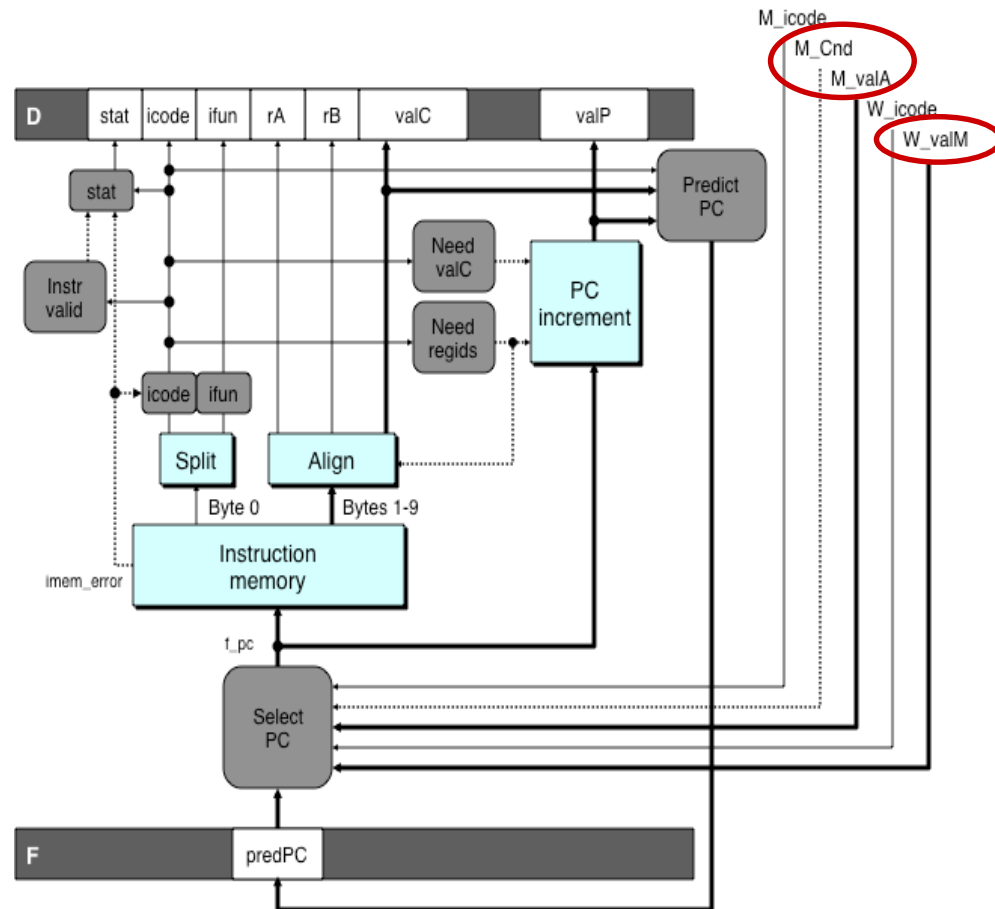 M_icode
M_Cnd
M_valA
W_icode
W_valM
D stat icode ifun rA rB valC valP
stat
Predict
PC
Need
valC
Instr
valid
PC
increment
Need
regids
icode ifun
Split
Align
Byte 0
Bytes 1-9
Instruction
memory
imem_error
f_pc
Select
PC
F predPC